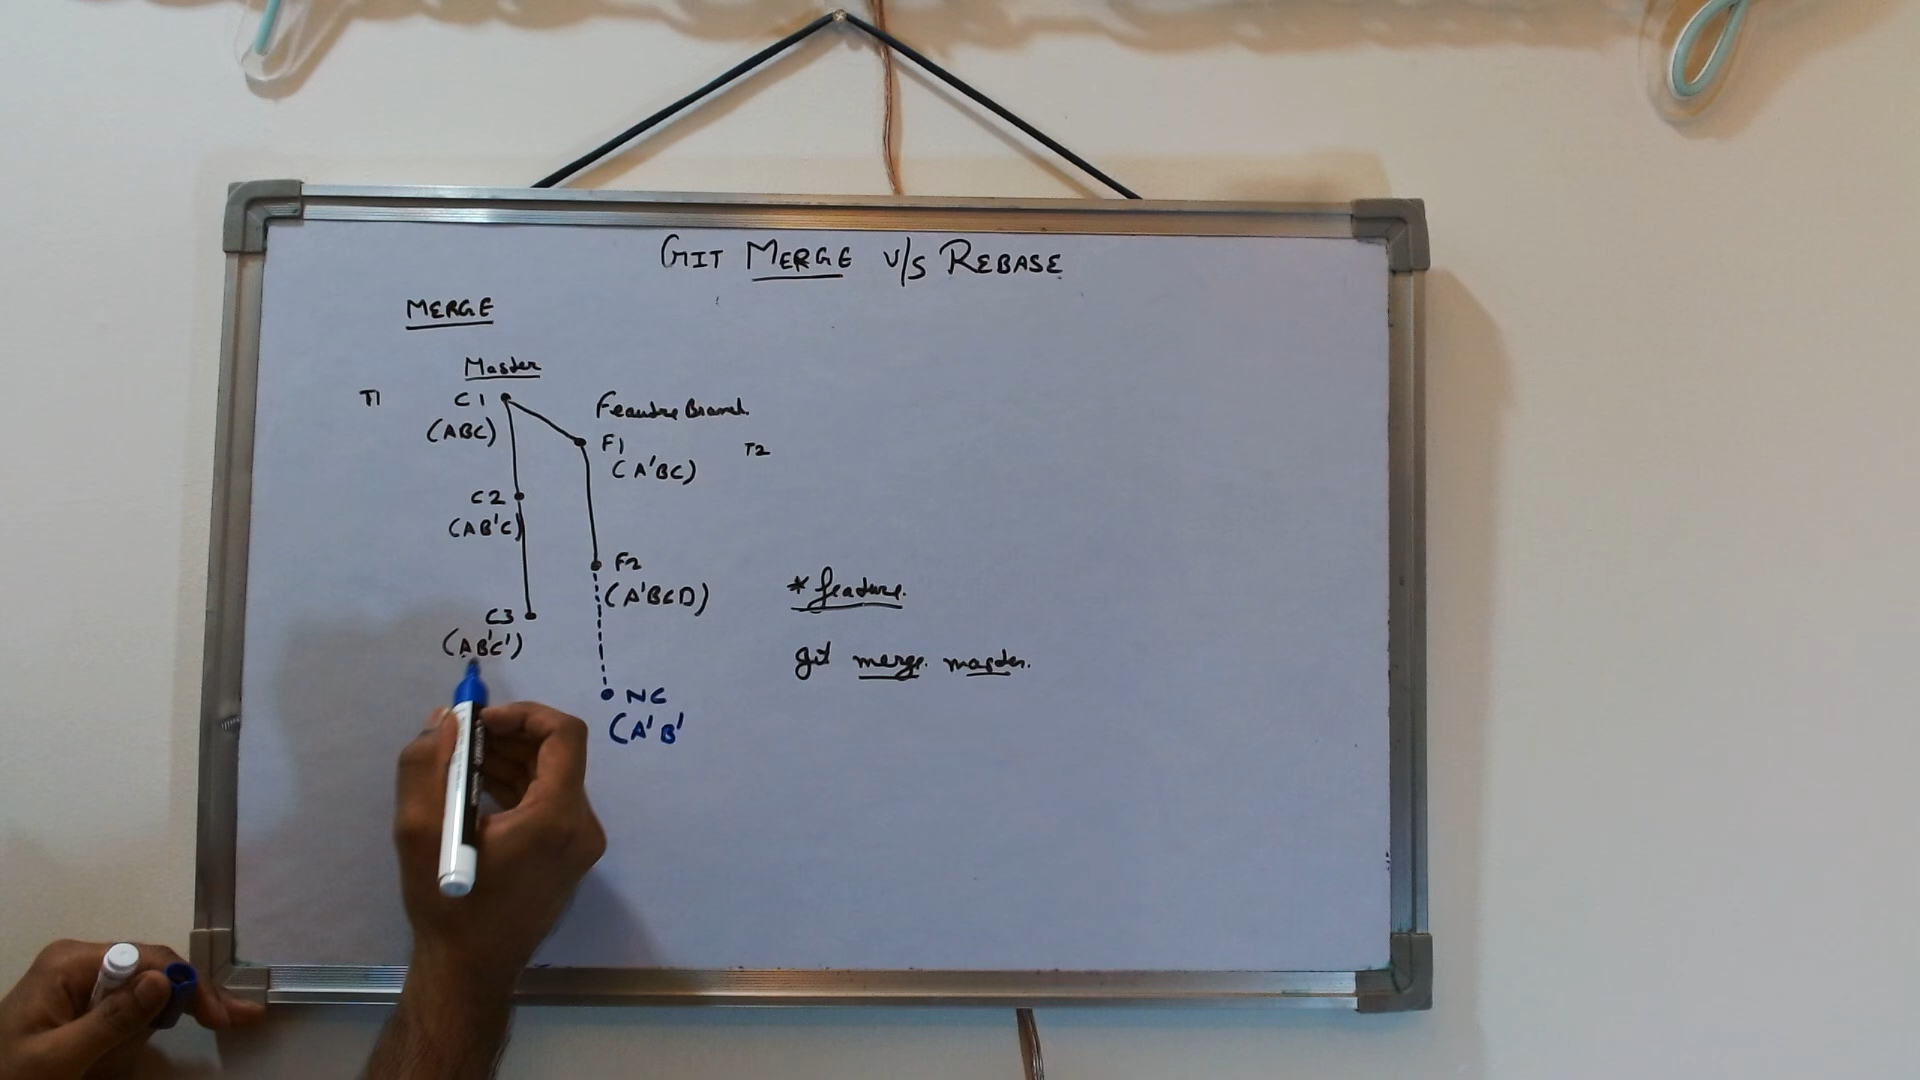 GIT MERGE V/S REBASE
MERGE
Master
T1
C1
(ABC)
Feature Branch.
F1
(A'BC)
T2
C2
(AB'C)
F2
(A'BCD)
C3
(AB'C')
* feature.
git merge master.
NC
(A'B'